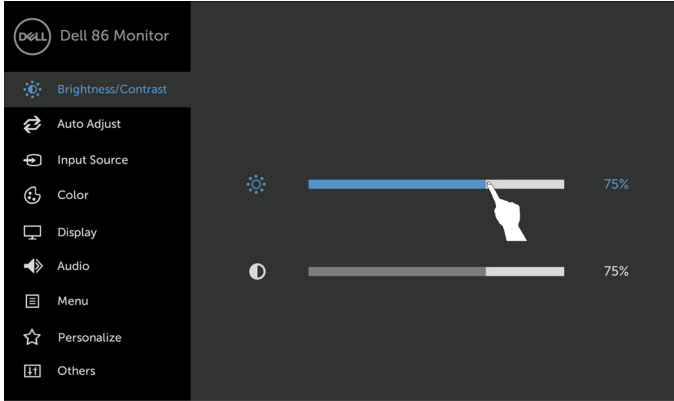 DELL Dell 86 Monitor
Brightness/Contrast
Auto Adjust
Input Source
75%
Color
Display
Audio
75%
Menu
Personalize
Others